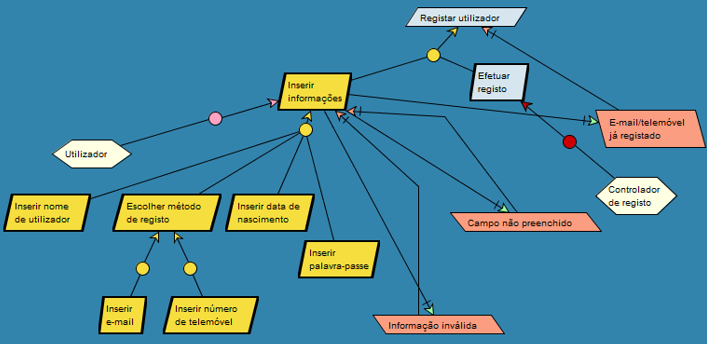 Registar utilizador
Inserir
informações
Efetuar
registo
E-mail/telemóvel
já registado
Utilizador
Controlador
de registo
Inserir nome
de utilizador
Escolher método
de registo
Inserir data de
nascimento
Campo não preenchido
Inserir
palavra-passe
Inserir
e-mail
Inserir número
de telemóvel
Informação inválida